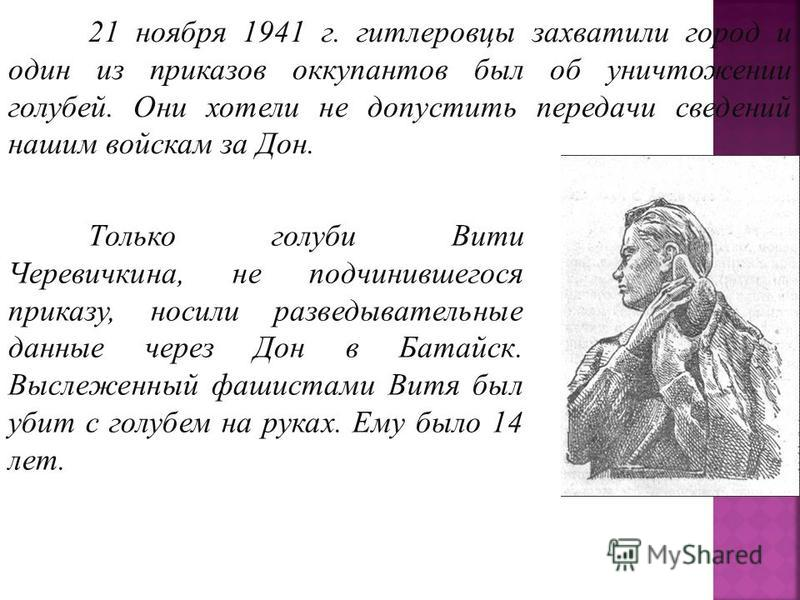 21 ноября 1941 г. гитлеровцы захватили город и
один из приказов оккупантов был об уничтожении
голубей. Они хотели не допустить передачи сведений
нашим войскам за Дон.
Только голуби Вити
Черевичкина, не подчинившегося
приказу, носили разведывательные
данные через Дон в Батайск.
Выслеженный фашистами Витя был
убит с голубем на руках. Ему было 14
лет.
MyShared